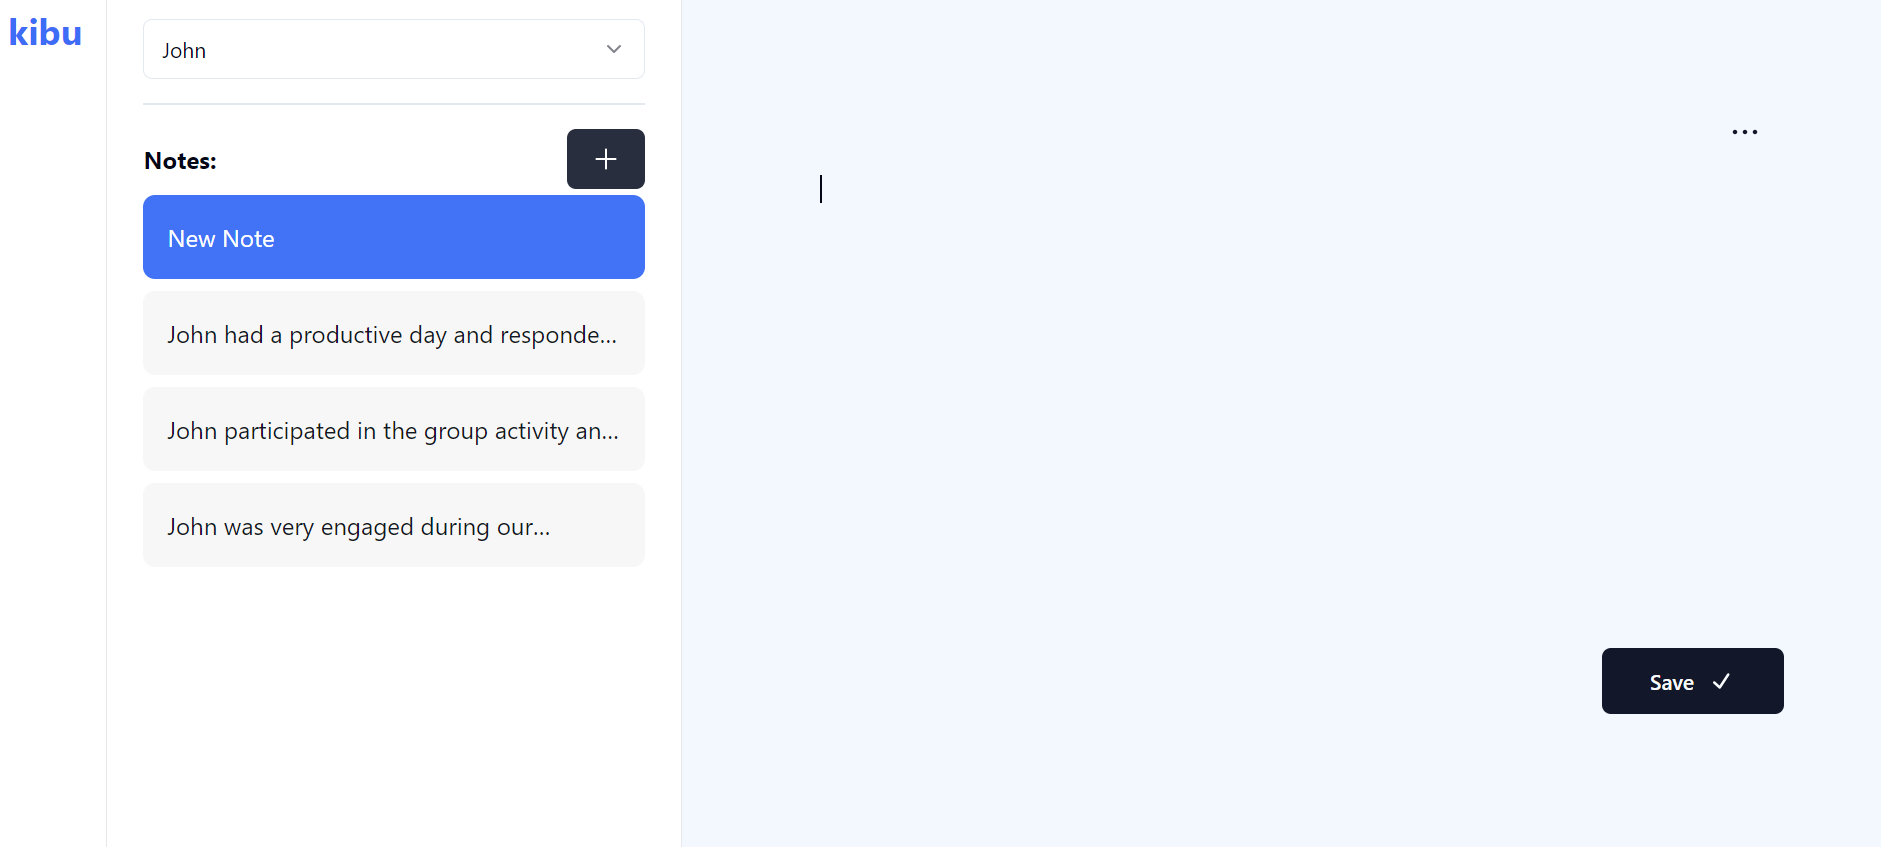 kibu
John
Notes:
New Note
John had a productive day and responde...
John participated in the group activity an...
John was very engaged during our...
Save